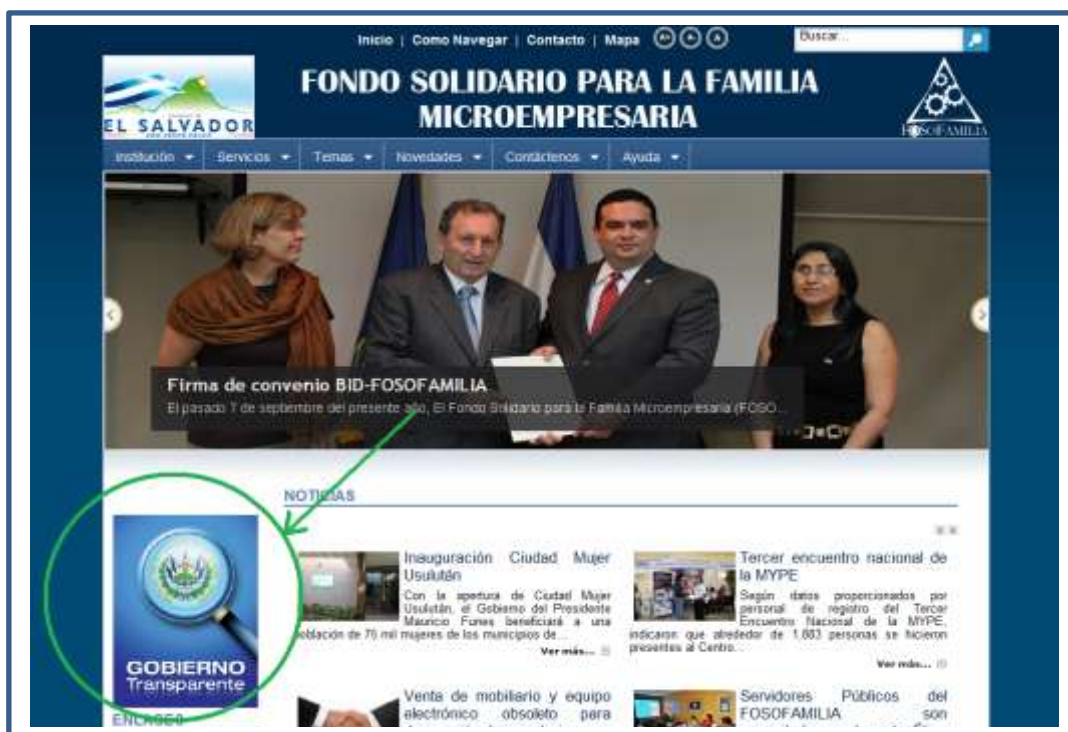 Inicio | Como Navegar | Contacto | Mapa A+ A- A
Buscar...
EL SALVADOR
FONDO SOLIDARIO PARA LA FAMILIA
MICROEMPRESARIA
FOSOFAMILIA
Institución Servicios Temas Novedades Contáctenos Ayuda
Firma de convenio BID-FOSOFAMILIA
El pasado 7 de septiembre del presente año, El Fondo Solidario para la Familia Microempresaria (FOSO...
NOTICIAS
Inauguración Ciudad Mujer
Usulután
Con la apertura de Ciudad Mujer
Usulután, el Gobierno del Presidente
Mauricio Funes beneficiará a una
población de 76 mil mujeres de los municipios de...
Ver más...
Tercer encuentro nacional de
la MYPE
Según datos proporcionados por
personal de registro del Tercer
Encuentro Nacional de la MYPE,
indicaron que alrededor de 1,883 personas se hicieron
presentes al Centro...
Ver más...
GOBIERNO
Transparente
ENLACES
Venta de mobiliario y equipo
electrónico obsoleto para
Servidores Públicos del
FOSOFAMILIA son